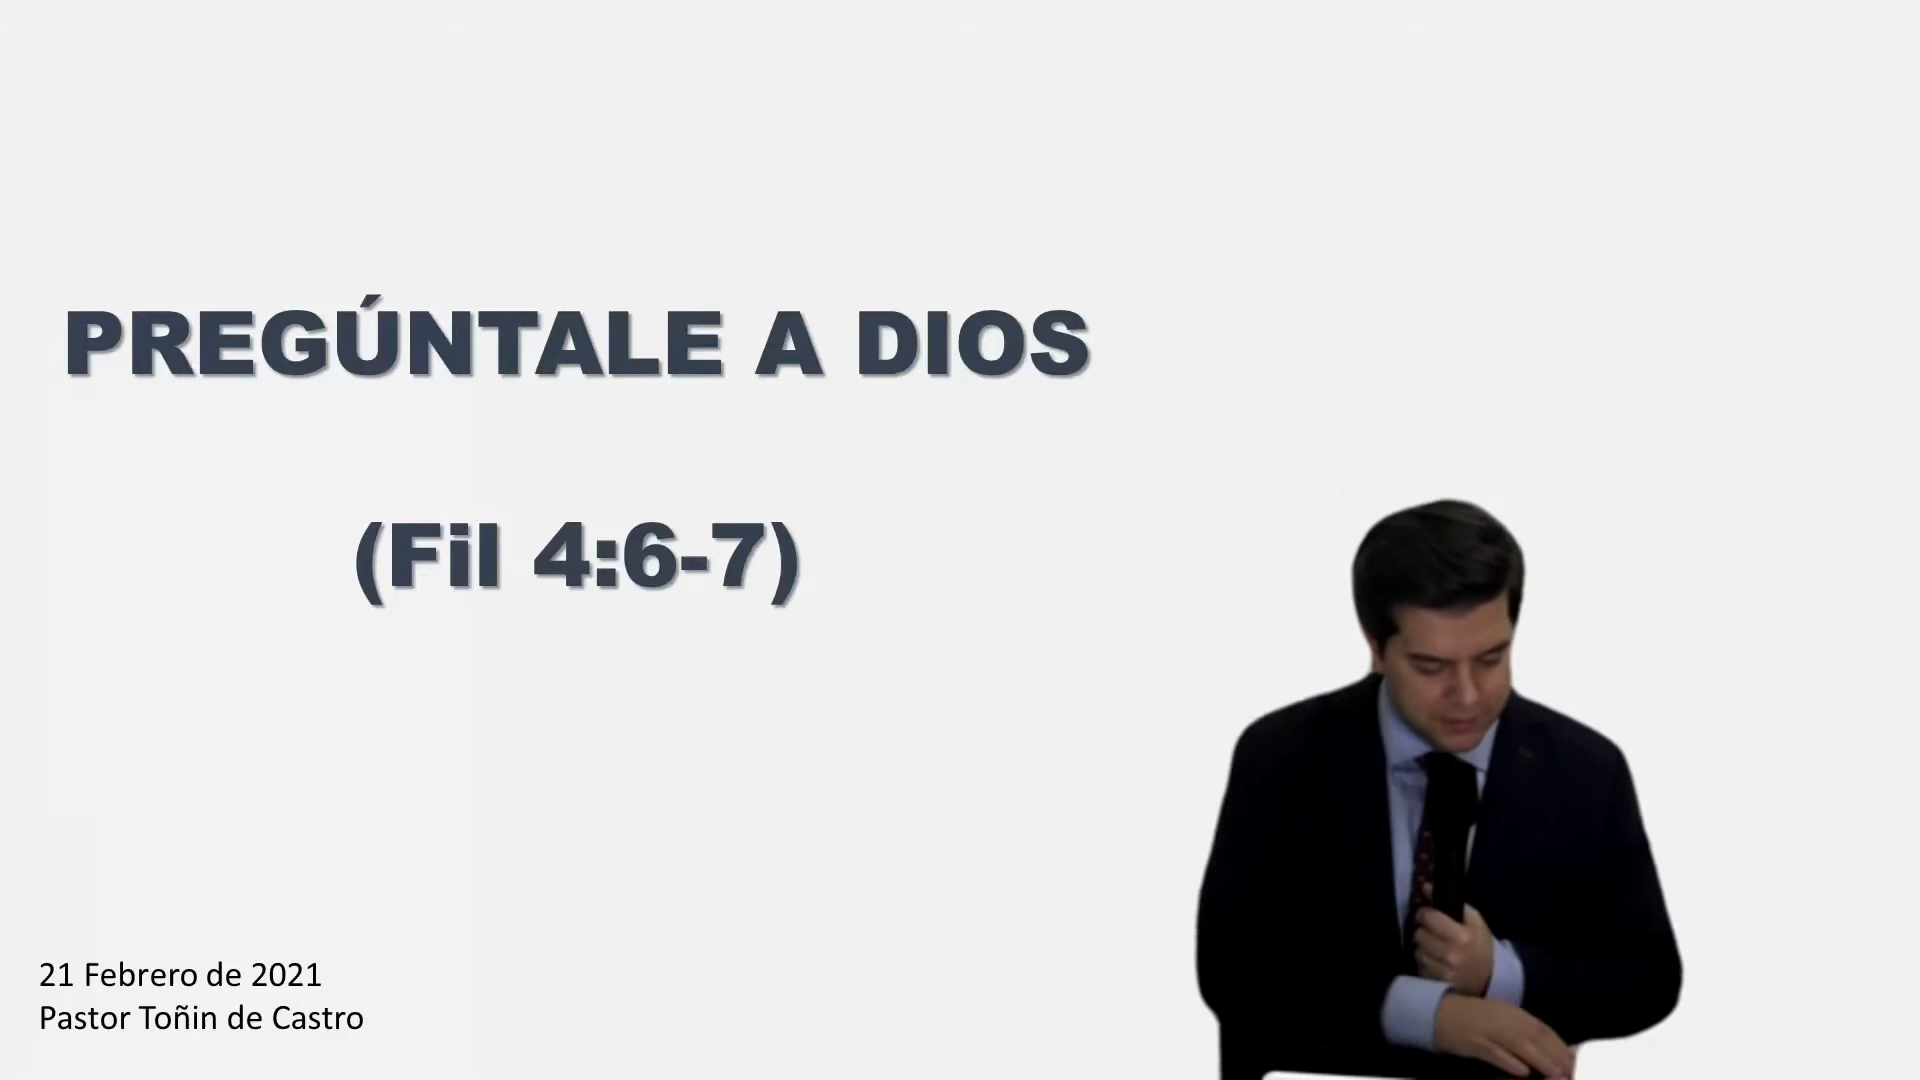 PREGÚNTALE A DIOS
(Fil 4:6-7)
21 Febrero de 2021
Pastor Toñin de Castro